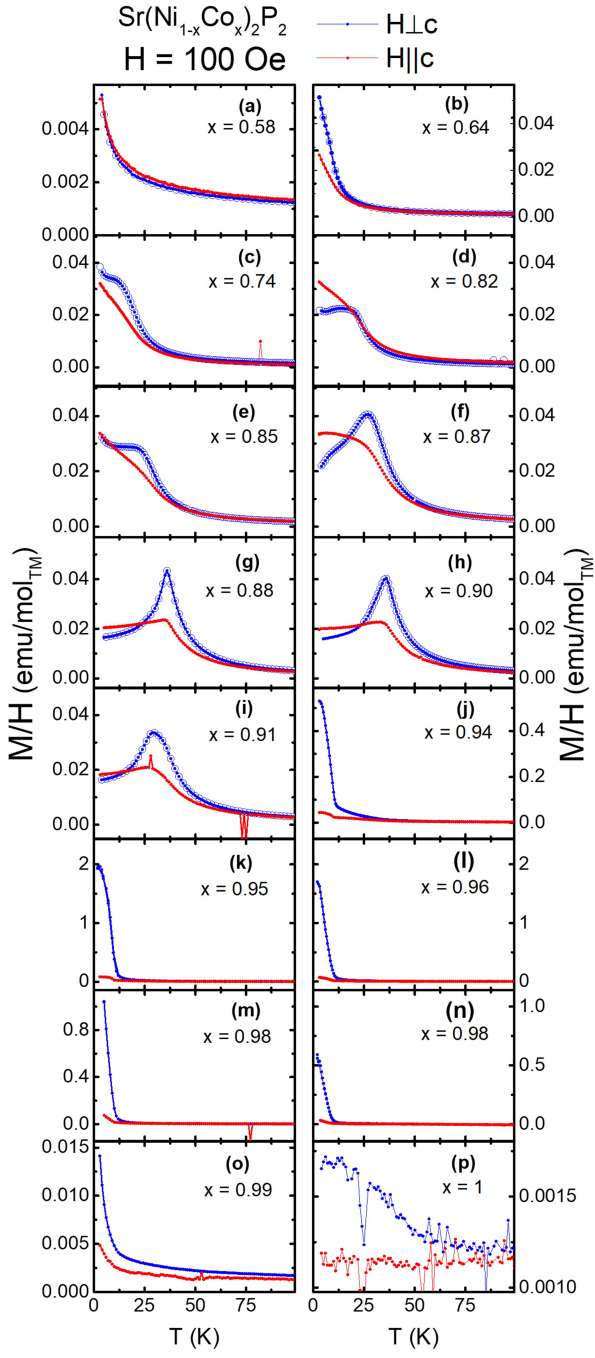 Sr(Ni₁₋ₓCoₓ)₂P₂
H = 100 Oe
H⊥c
H||c
(a)
x = 0.58
0.004
0.002
0.000
(b)
x = 0.64
0.04
0.02
0.00
(c)
x = 0.74
0.04
0.02
0.00
(d)
x = 0.82
0.04
0.02
0.00
(e)
x = 0.85
0.04
0.02
0.00
(f)
x = 0.87
0.04
0.02
0.00
(g)
x = 0.88
0.04
0.02
0.00
(h)
x = 0.90
0.04
0.02
0.00
(i)
x = 0.91
0.04
0.02
0.00
(j)
x = 0.94
0.4
0.2
0.0
(k)
x = 0.95
2
1
0
(l)
x = 0.96
2
1
0
(m)
x = 0.98
0.8
0.4
0.0
(n)
x = 0.98
1.0
0.5
0.0
(o)
x = 0.99
0.015
0.010
0.005
0.000
(p)
x = 1
0.0015
0.0010
0 25 50 75
0 25 50 75
T (K)
T (K)
M/H (emu/mol_TM)
M/H (emu/mol_TM)